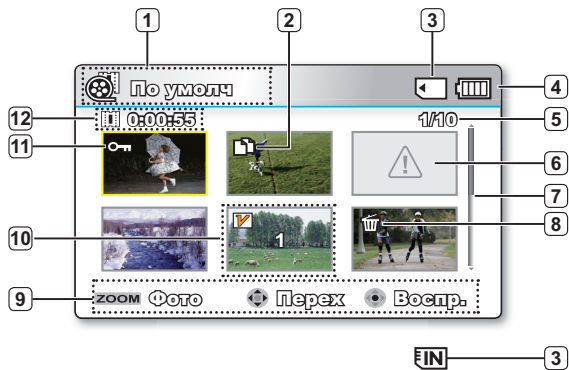 1 2 3
По умолч 4
12 0:00:55 1/10 5
11 6
7
10 V 1 8
9 ZOOM Фото Перех Воспр.
IN 3